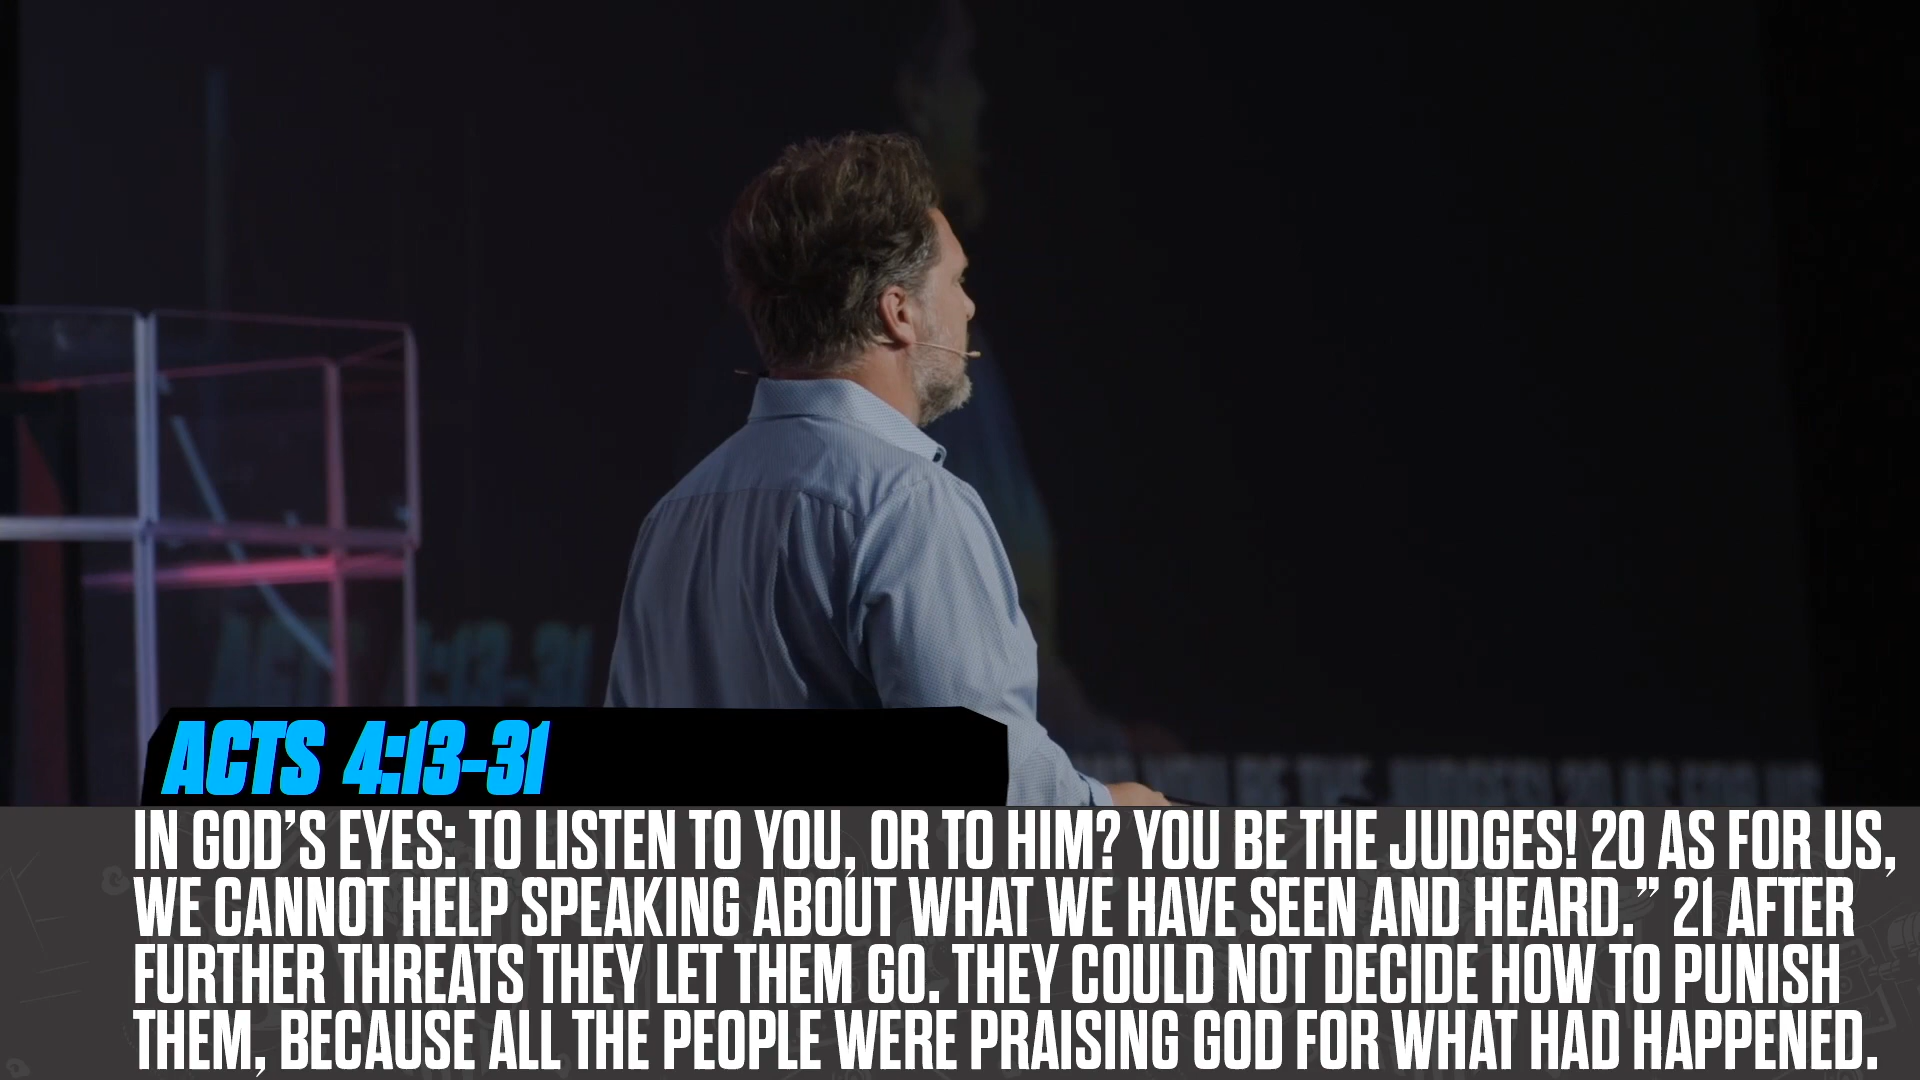 ACTS 4:13-31
IN GOD’S EYES: TO LISTEN TO YOU, OR TO HIM? YOU BE THE JUDGES! 20 AS FOR US,
WE CANNOT HELP SPEAKING ABOUT WHAT WE HAVE SEEN AND HEARD.” 21 AFTER
FURTHER THREATS THEY LET THEM GO. THEY COULD NOT DECIDE HOW TO PUNISH
THEM, BECAUSE ALL THE PEOPLE WERE PRAISING GOD FOR WHAT HAD HAPPENED.